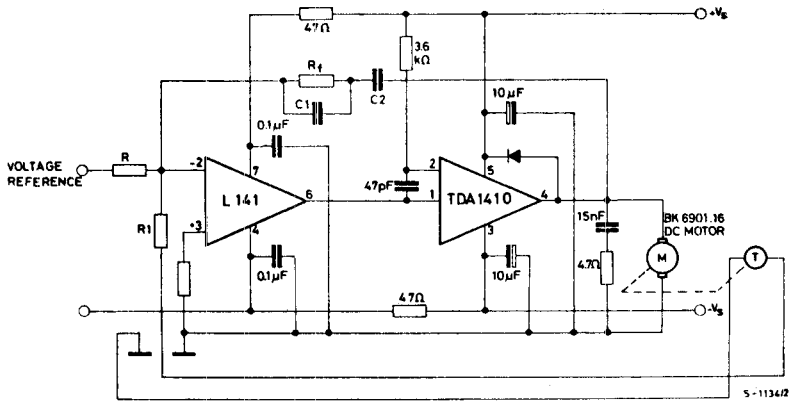 47Ω
+Vs
Rf
3.6
kΩ
C1
C2
10µF
0.1µF
VOLTAGE
REFERENCE
R
-2
7
L141
6
47pF
2
1
5
TDA1410
4
15nF
BK 6901.16
DC MOTOR
M
T
R1
+3
4
0.1µF
3
10µF
4.7Ω
47Ω
-Vs
S-1134/2